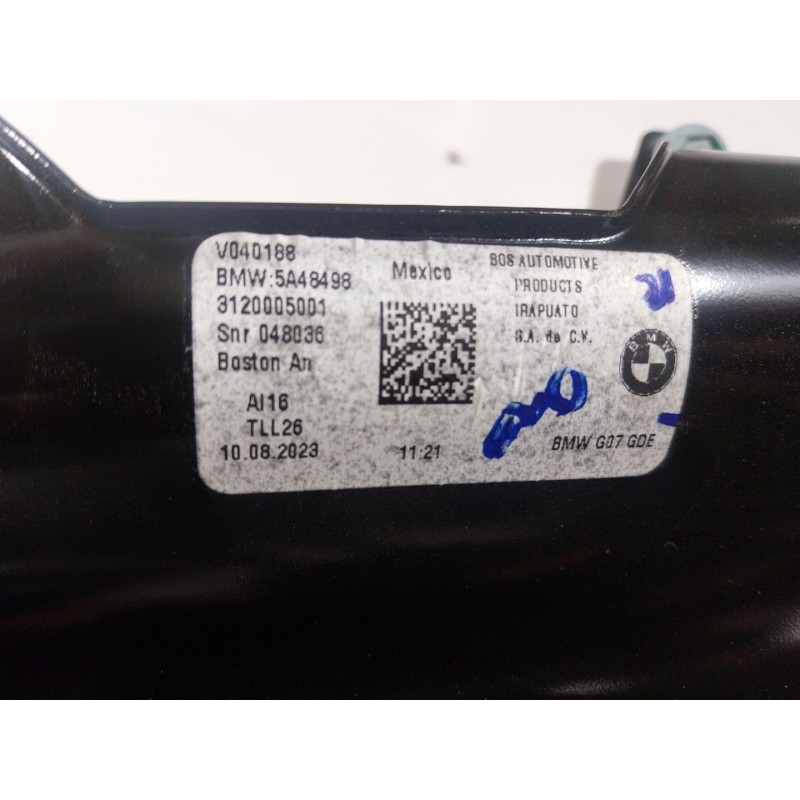 V040188
BMW:5A48498
3120005001
Snr 048036
Boston An
AI16
TLL26
10.08.2023
Mexico
11:21
BOS AUTOMOTIVE
PRODUCTS
IRAPUATO
S.A. de C.V.
BMW
BMW G07 GDE